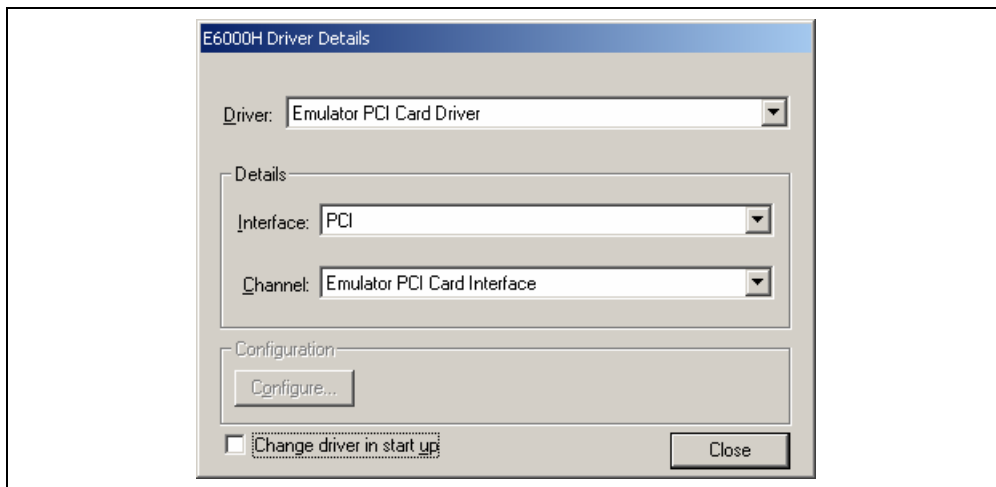 E6000H Driver Details
Driver: Emulator PCI Card Driver
Details
Interface: PCI
Channel: Emulator PCI Card Interface
Configuration
Configure...
Change driver in start up
Close